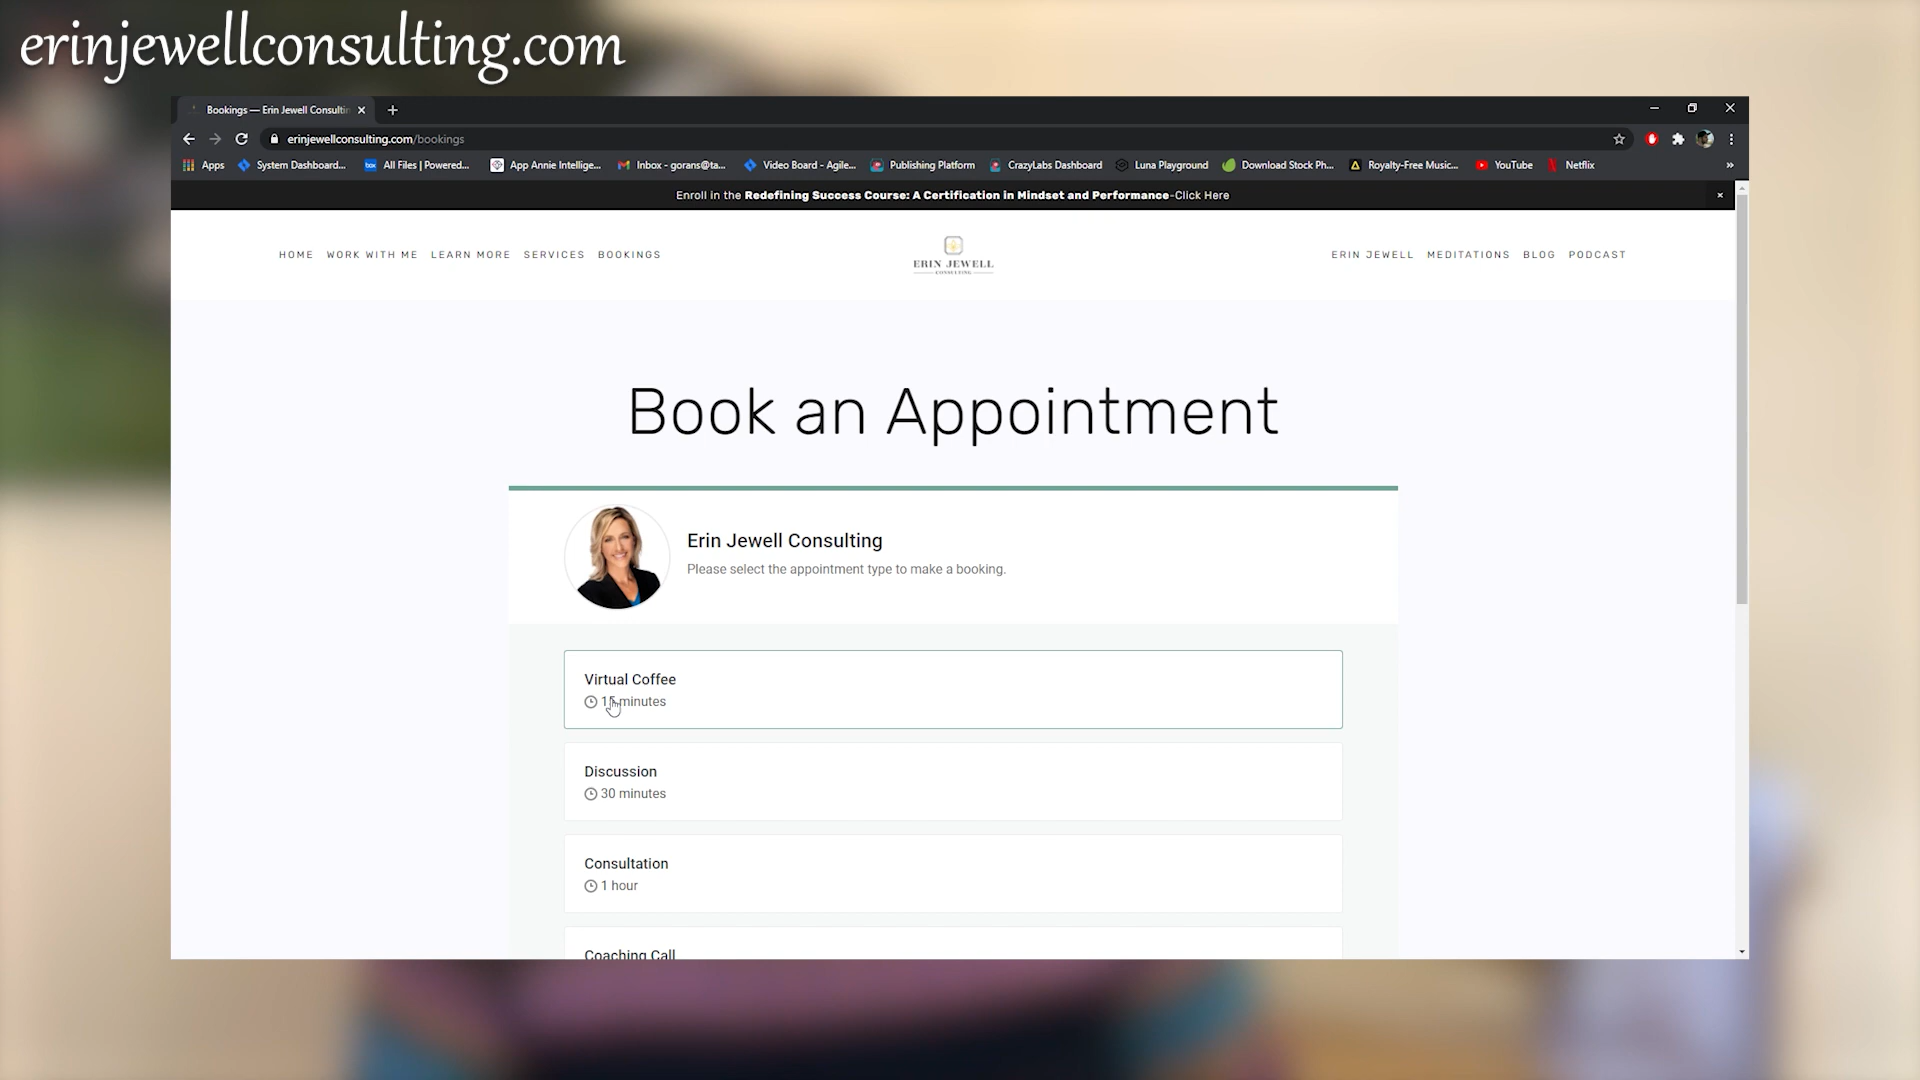 erinjewellconsulting.com
Bookings — Erin Jewell Consultin
erinjewellconsulting.com/bookings
Apps System Dashboard... All Files | Powered... App Annie Intellige... Inbox - gorans@ta... Video Board - Agile... Publishing Platform CrazyLabs Dashboard Luna Playground Download Stock Ph... Royalty-Free Music... YouTube Netflix »
Enroll in the Redefining Success Course: A Certification in Mindset and Performance-Click Here
HOME WORK WITH ME LEARN MORE SERVICES BOOKINGS
ERIN JEWELL
CONSULTING
ERIN JEWELL MEDITATIONS BLOG PODCAST
Book an Appointment
Erin Jewell Consulting
Please select the appointment type to make a booking.
Virtual Coffee
15 minutes
Discussion
30 minutes
Consultation
1 hour
Coaching Call